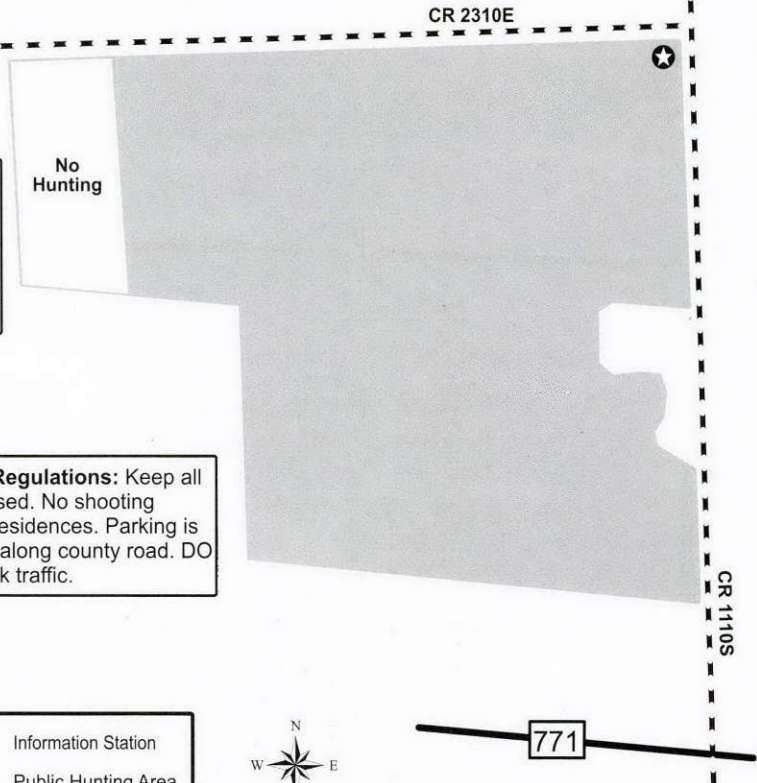 CR 2310E
No
Hunting
Regulations: Keep all
sed. No shooting
esidences. Parking is
along county road. DO
k traffic.
CR 1110S
Information Station
Public Hunting Area
N
W E
771